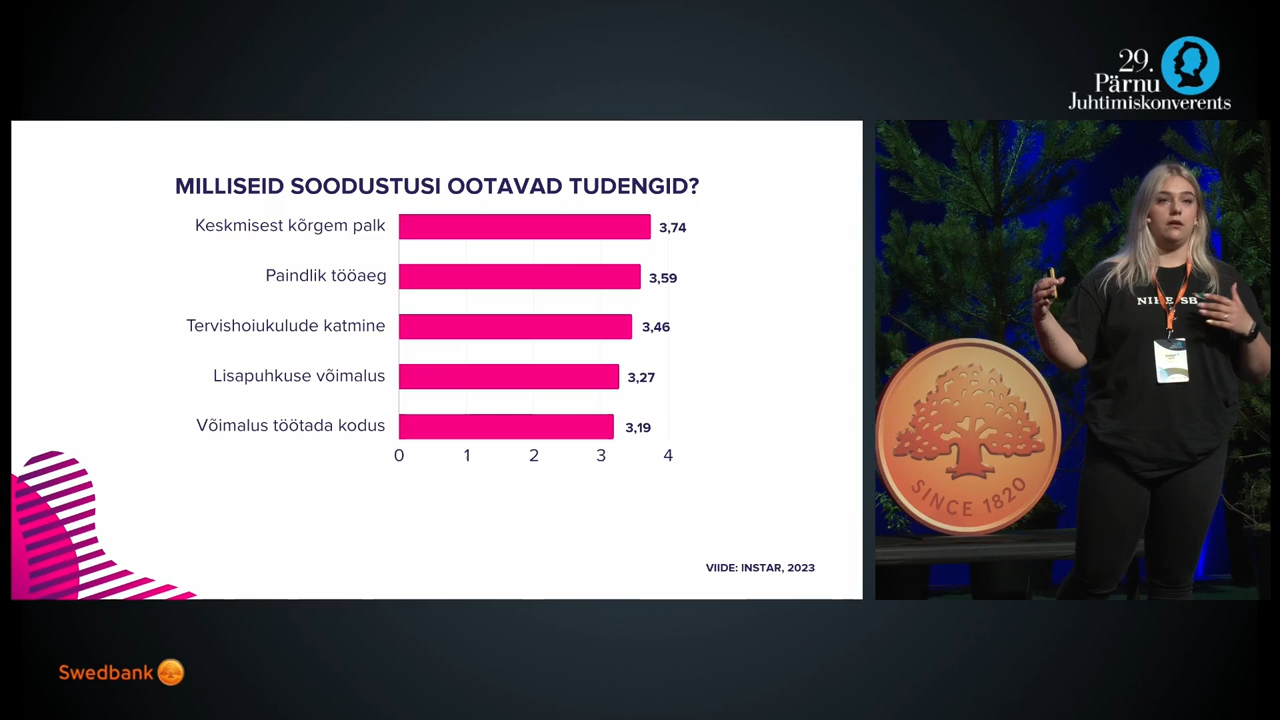 29.
Pärnu
Juhtimiskonverents
MILLISEID SOODUSTUSI OOTAVAD TUDENGID?
Keskmisest kõrgem palk 3,74
Paindlik tööaeg 3,59
Tervishoiukulude katmine 3,46
Lisapuhkuse võimalus 3,27
Võimalus töötada kodus 3,19
0 1 2 3 4
VIIDE: INSTAR, 2023
NIKE SB
SINCE 1820
Swedbank